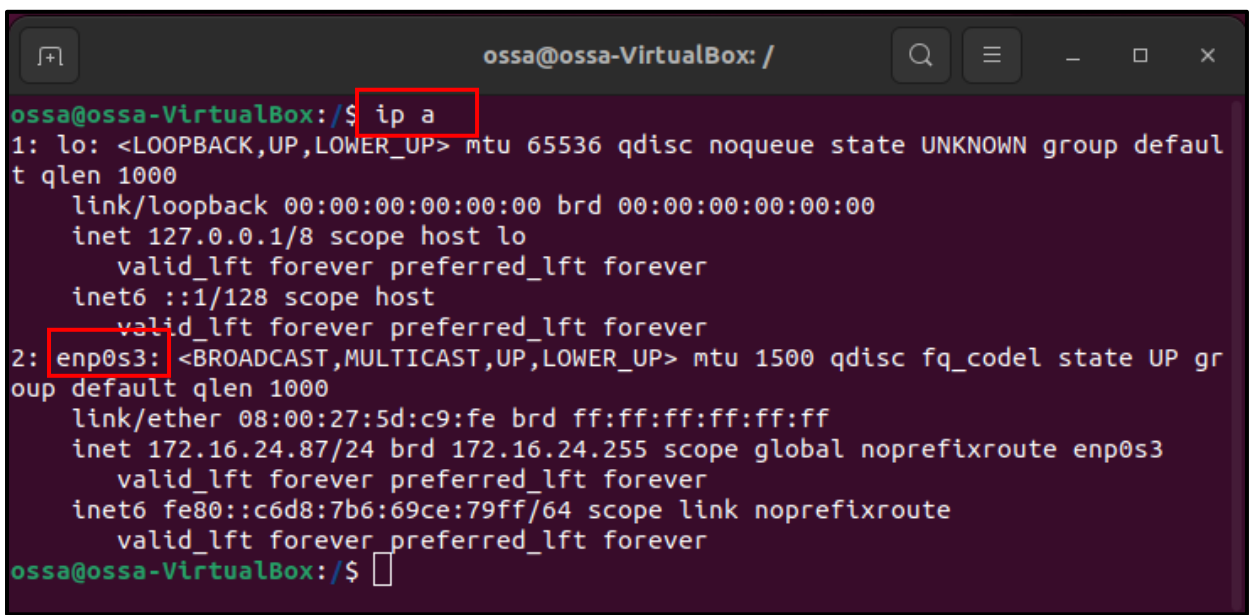 ossa@ossa-VirtualBox: /
ossa@ossa-VirtualBox:/$ ip a
1: lo: <LOOPBACK,UP,LOWER_UP> mtu 65536 qdisc noqueue state UNKNOWN group defaul
t qlen 1000
    link/loopback 00:00:00:00:00:00 brd 00:00:00:00:00:00
    inet 127.0.0.1/8 scope host lo
       valid_lft forever preferred_lft forever
    inet6 ::1/128 scope host
       valid_lft forever preferred_lft forever
2: enp0s3: <BROADCAST,MULTICAST,UP,LOWER_UP> mtu 1500 qdisc fq_codel state UP gr
oup default qlen 1000
    link/ether 08:00:27:5d:c9:fe brd ff:ff:ff:ff:ff:ff
    inet 172.16.24.87/24 brd 172.16.24.255 scope global noprefixroute enp0s3
       valid_lft forever preferred_lft forever
    inet6 fe80::c6d8:7b6:69ce:79ff/64 scope link noprefixroute
       valid_lft forever preferred_lft forever
ossa@ossa-VirtualBox:/$